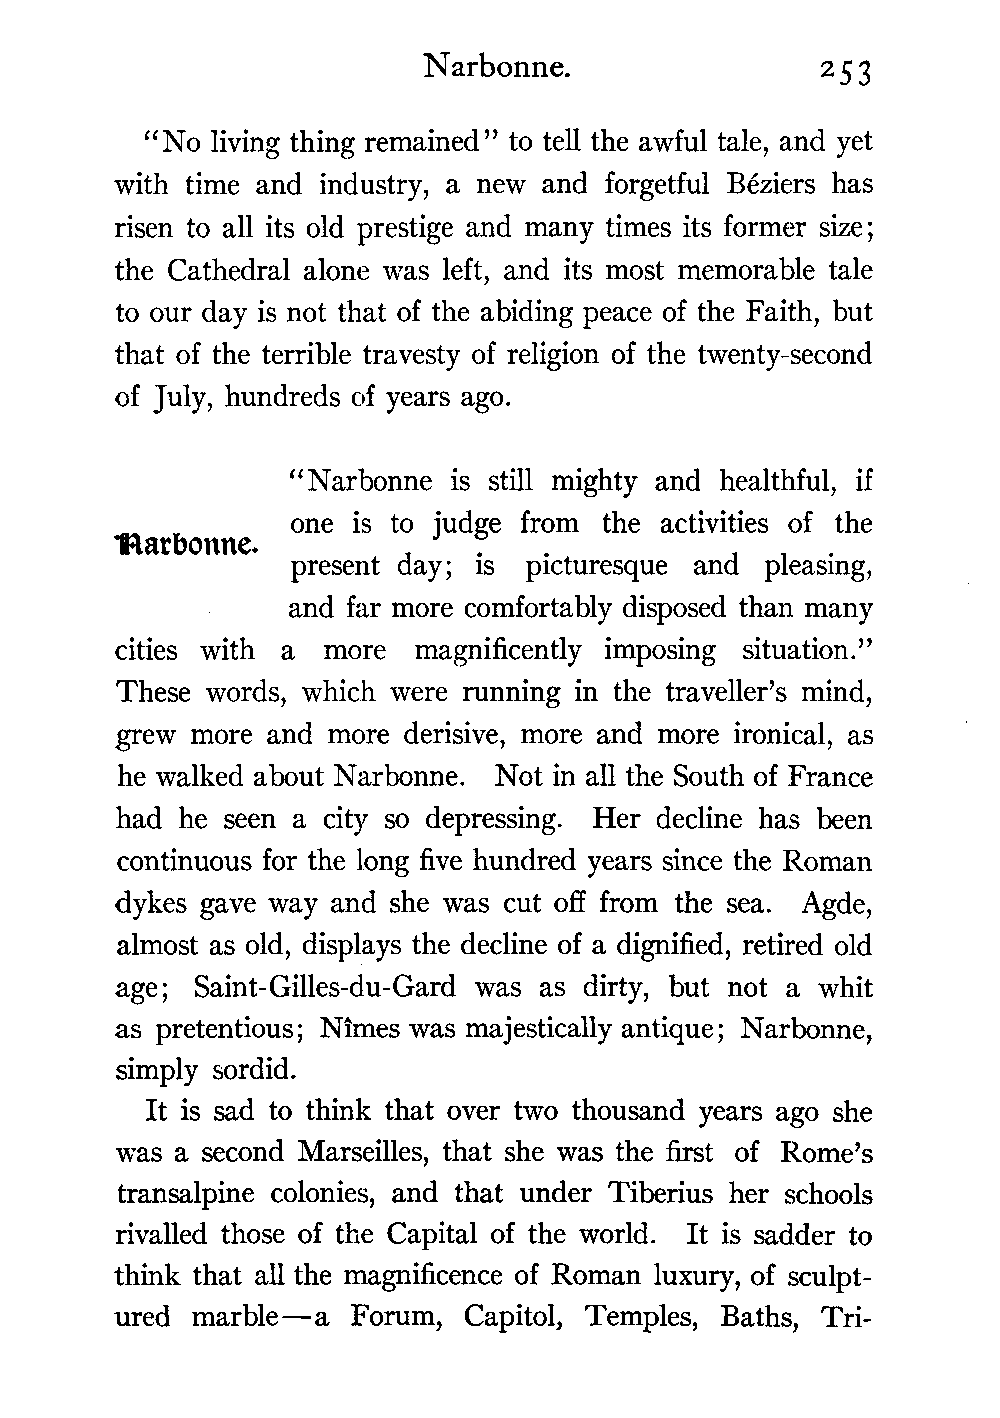 Narbonne. 253
“No living thing remained” to tell the awful tale, and yet
with time and industry, a new and forgetful Béziers has
risen to all its old prestige and many times its former size;
the Cathedral alone was left, and its most memorable tale
to our day is not that of the abiding peace of the Faith, but
that of the terrible travesty of religion of the twenty-second
of July, hundreds of years ago.
Narbonne.
“Narbonne is still mighty and healthful, if
one is to judge from the activities of the
present day; is picturesque and pleasing,
and far more comfortably disposed than many
cities with a more magnificently imposing situation.”
These words, which were running in the traveller’s mind,
grew more and more derisive, more and more ironical, as
he walked about Narbonne. Not in all the South of France
had he seen a city so depressing. Her decline has been
continuous for the long five hundred years since the Roman
dykes gave way and she was cut off from the sea. Agde,
almost as old, displays the decline of a dignified, retired old
age; Saint-Gilles-du-Gard was as dirty, but not a whit
as pretentious; Nîmes was majestically antique; Narbonne,
simply sordid.
It is sad to think that over two thousand years ago she
was a second Marseilles, that she was the first of Rome’s
transalpine colonies, and that under Tiberius her schools
rivalled those of the Capital of the world. It is sadder to
think that all the magnificence of Roman luxury, of sculpt-
ured marble—a Forum, Capitol, Temples, Baths, Tri-